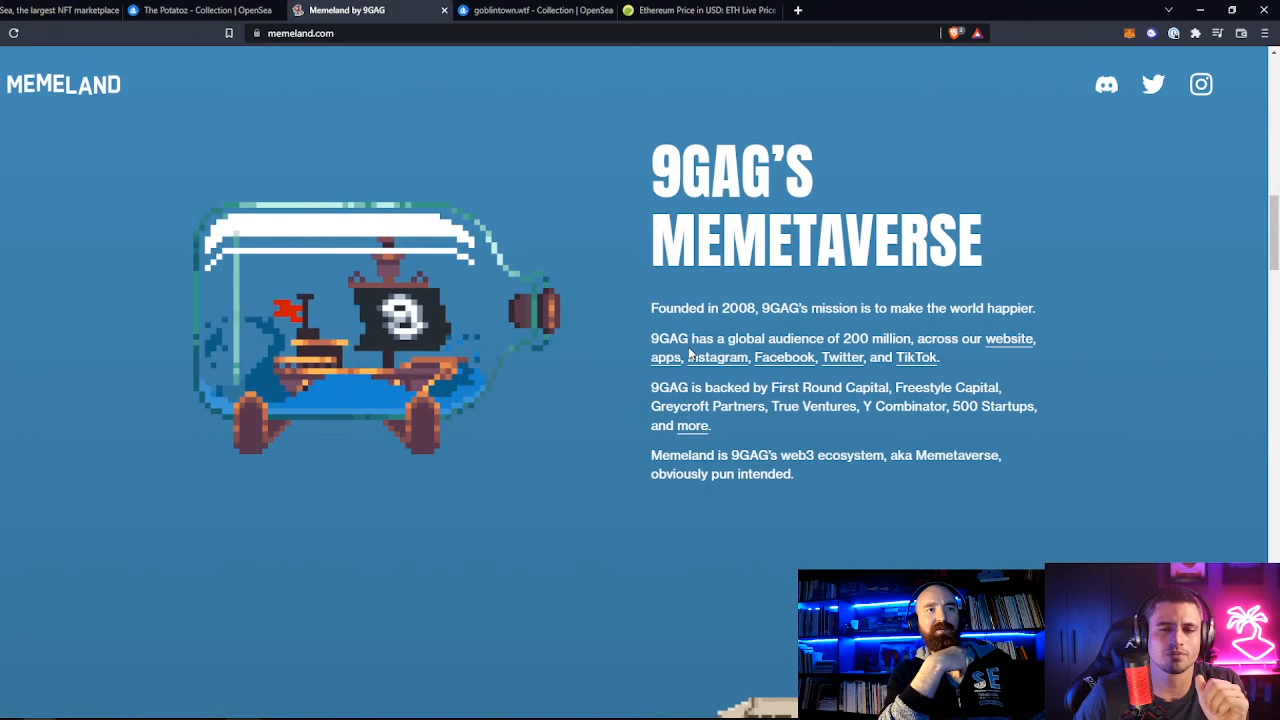 Sea, the largest NFT marketplace
The Potatoz - Collection | OpenSea
Memeland by 9GAG
goblintown.wtf - Collection | OpenSea
Ethereum Price in USD: ETH Live Price
memeland.com
MEMELAND
9GAG'S
MEMETAVERSE
Founded in 2008, 9GAG's mission is to make the world happier.
9GAG has a global audience of 200 million, across our website,
apps, Instagram, Facebook, Twitter, and TikTok.
9GAG is backed by First Round Capital, Freestyle Capital,
Greycroft Partners, True Ventures, Y Combinator, 500 Startups,
and more.
Memeland is 9GAG's web3 ecosystem, aka Memetaverse,
obviously pun intended.
9
SE